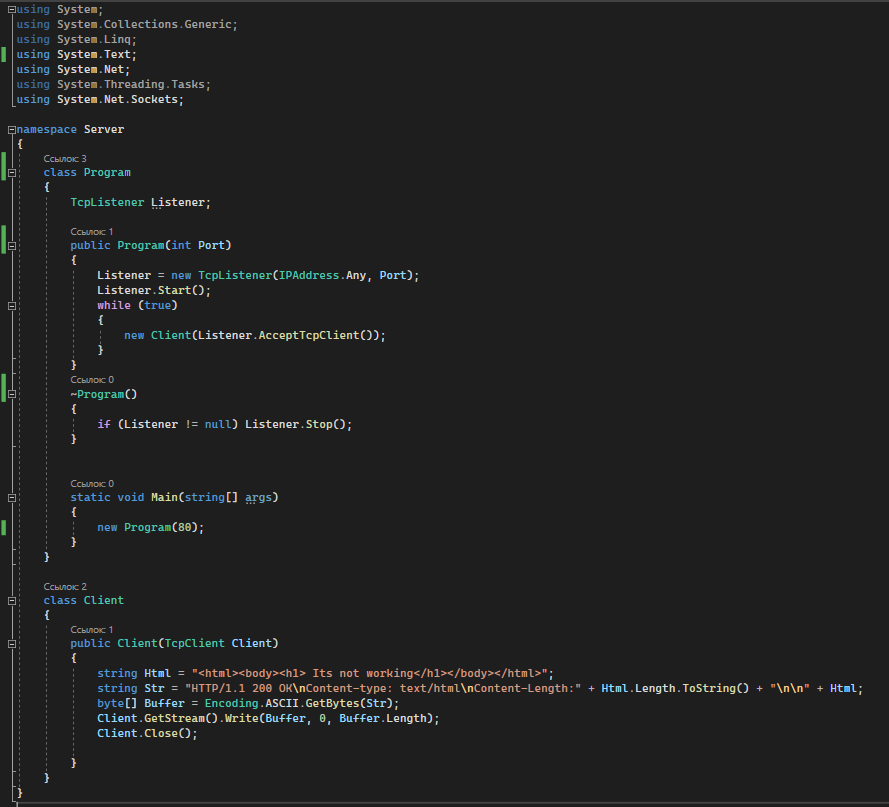 using System;
using System.Collections.Generic;
using System.Linq;
using System.Text;
using System.Net;
using System.Threading.Tasks;
using System.Net.Sockets;

namespace Server
{
    Ссылок: 3
    class Program
    {
        TcpListener Listener;

        Ссылок: 1
        public Program(int Port)
        {
            Listener = new TcpListener(IPAddress.Any, Port);
            Listener.Start();
            while (true)
            {
                new Client(Listener.AcceptTcpClient());
            }
        }
        Ссылок: 0
        ~Program()
        {
            if (Listener != null) Listener.Stop();
        }


        Ссылок: 0
        static void Main(string[] args)
        {
            new Program(80);
        }
    }

    Ссылок: 2
    class Client
    {
        Ссылок: 1
        public Client(TcpClient Client)
        {
            string Html = "<html><body><h1> Its not working</h1></body></html>";
            string Str = "HTTP/1.1 200 OK\nContent-type: text/html\nContent-Length:" + Html.Length.ToString() + "\n\n" + Html;
            byte[] Buffer = Encoding.ASCII.GetBytes(Str);
            Client.GetStream().Write(Buffer, 0, Buffer.Length);
            Client.Close();

        }
    }
}